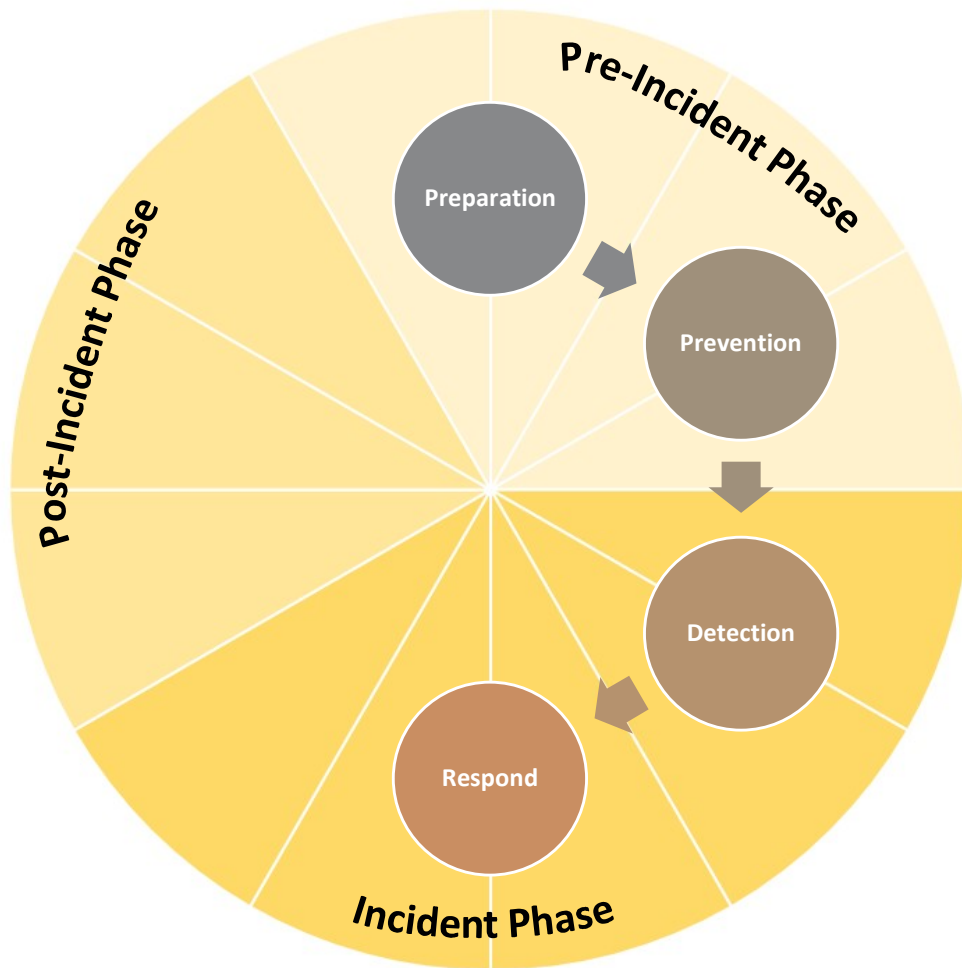 Pre-Incident Phase
Preparation
Prevention
Detection
Respond
Incident Phase
Post-Incident Phase